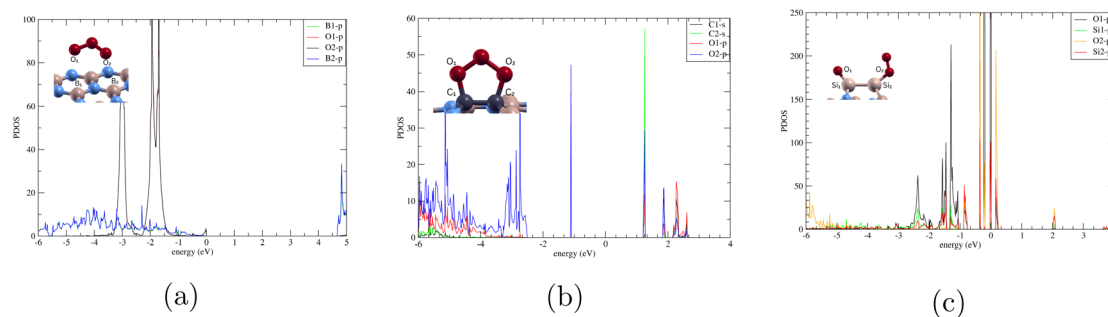 100
80
60
40
20
0
PDOS
-6 -5 -4 -3 -2 -1 0 1 2 3 4 5
energy (eV)
B1-p
O1-p
O2-p
B2-p
O₁
O₂
B₁
B₂
(a)
60
50
40
30
20
10
0
PDOS
-6 -4 -2 0 2 4
energy (eV)
C1-s
C2-s
O1-p
O2-p
O₁
O₂
C₁
C₂
(b)
250
200
150
100
50
0
PDOS
-6 -5 -4 -3 -2 -1 0 1 2 3 4
energy (eV)
O1-p
Si1-p
O2-p
Si2-p
O₁
O₂
Si₁
Si₂
(c)